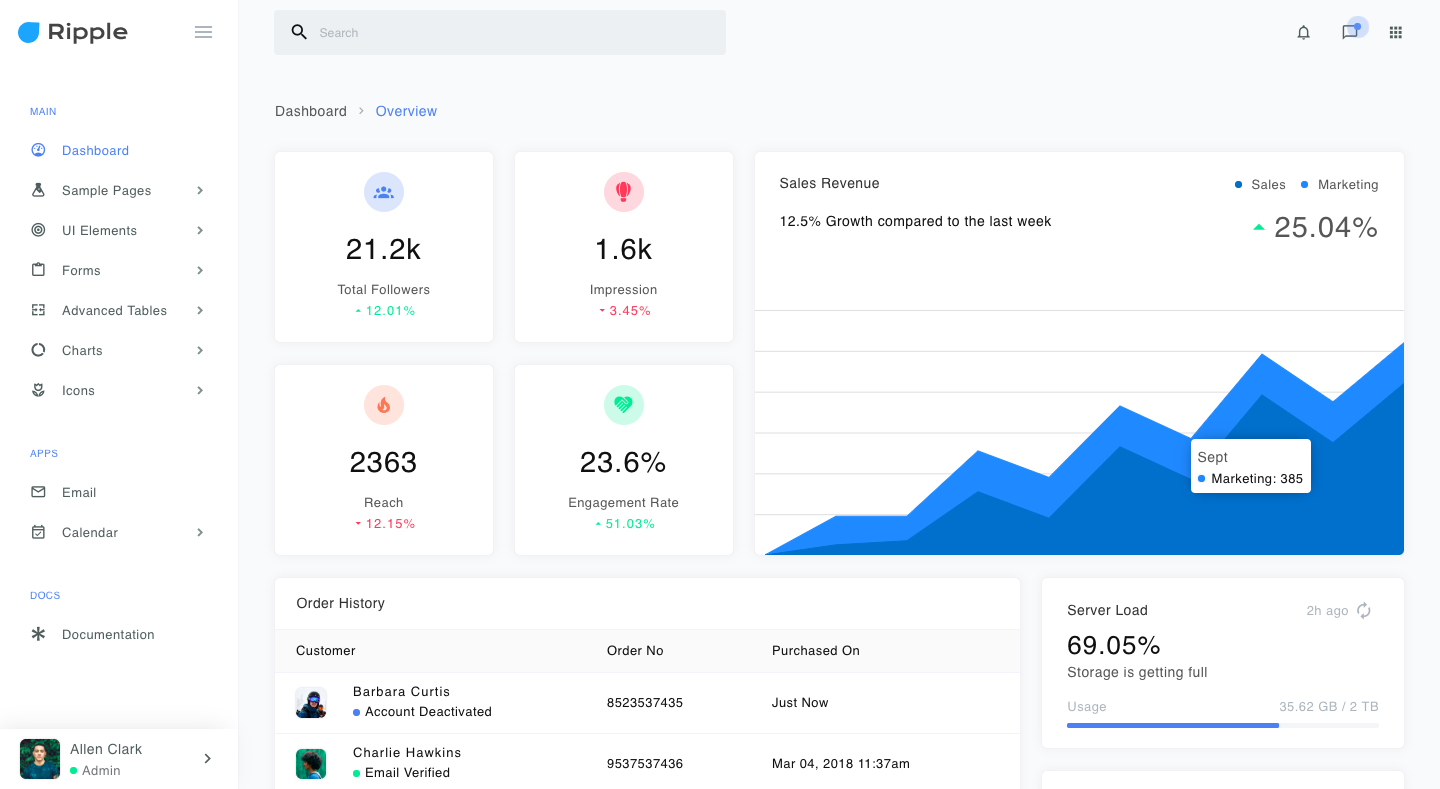 Ripple
Search
MAIN
Dashboard
Sample Pages
UI Elements
Forms
Advanced Tables
Charts
Icons
APPS
Email
Calendar
DOCS
Documentation
Allen Clark
Admin
Dashboard
Overview
21.2k
Total Followers
12.01%
1.6k
Impression
3.45%
2363
Reach
12.15%
23.6%
Engagement Rate
51.03%
Sales Revenue
Sales
Marketing
12.5% Growth compared to the last week
25.04%
Sept
Marketing: 385
Order History
Customer Order No Purchased On
Barbara Curtis
Account Deactivated
8523537435
Just Now
Charlie Hawkins
Email Verified
9537537436
Mar 04, 2018 11:37am
Server Load
2h ago
69.05%
Storage is getting full
Usage
35.62 GB / 2 TB